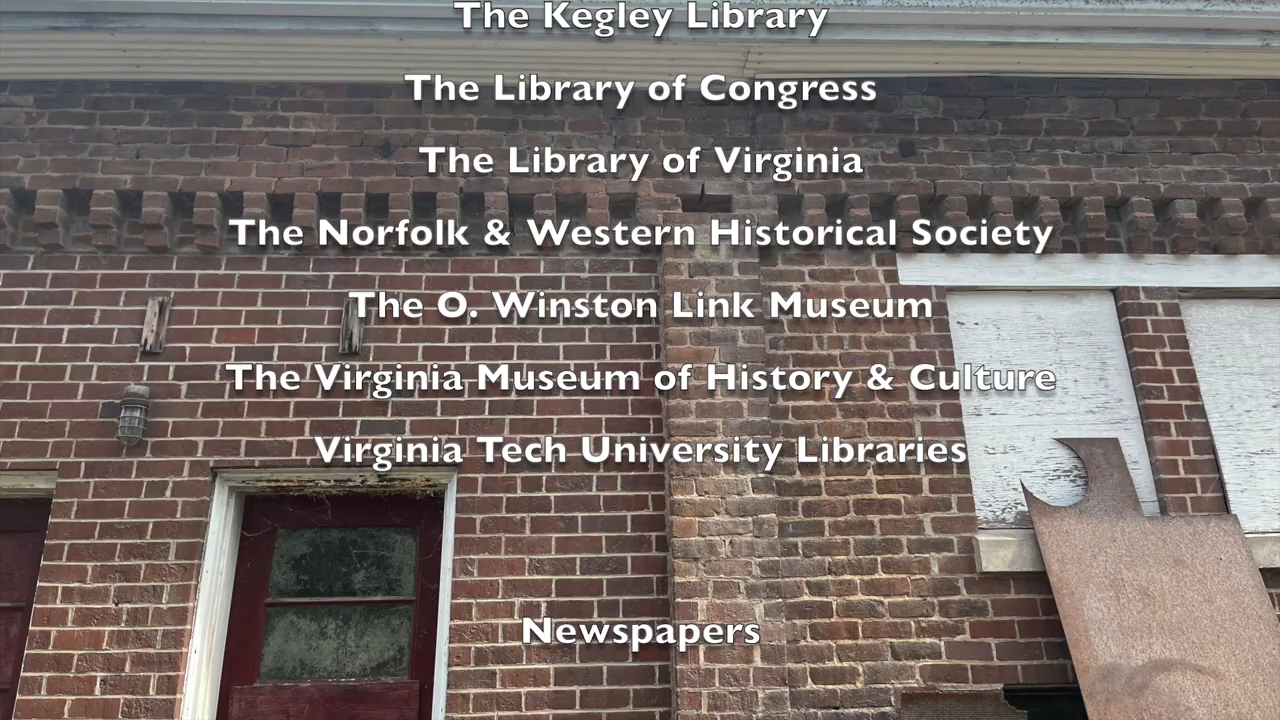 The Kegley Library
The Library of Congress
The Library of Virginia
The Norfolk & Western Historical Society
The O. Winston Link Museum
The Virginia Museum of History & Culture
Virginia Tech University Libraries
Newspapers